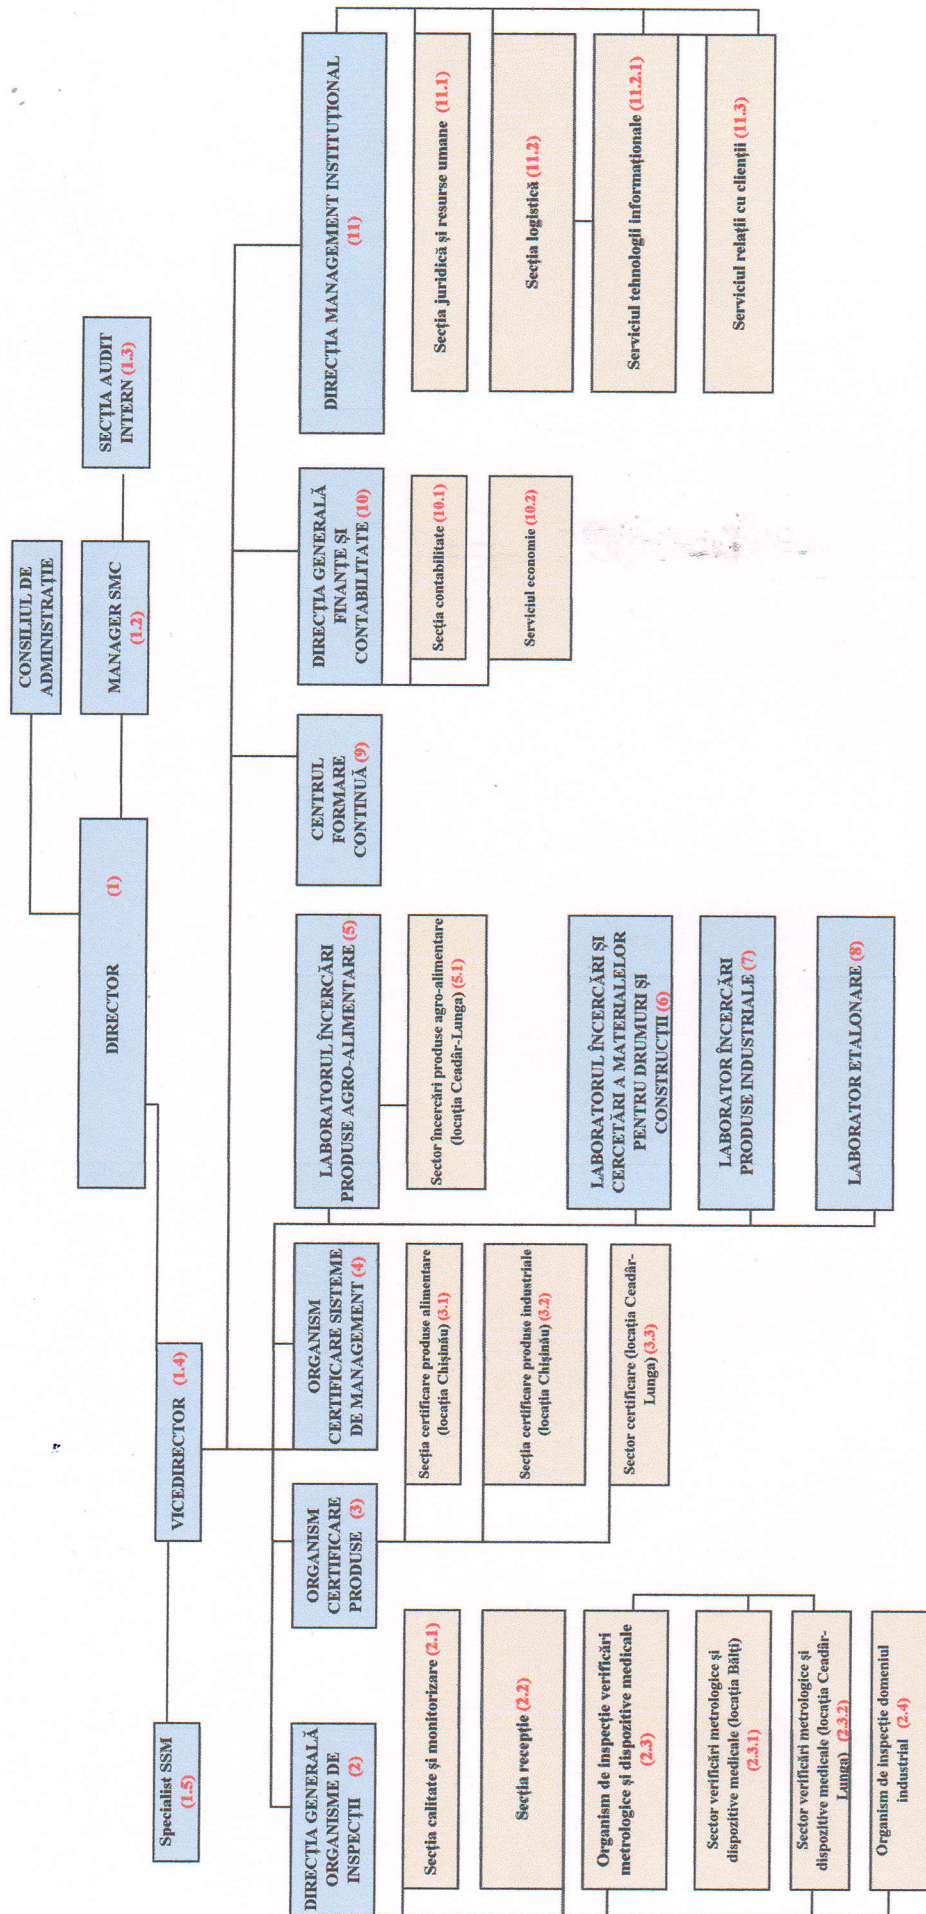 CONSILIUL DE
ADMINISTRAȚIE
DIRECTOR (1)
MANAGER SMC
(1.2)
SECȚIA AUDIT
INTERN (1.3)
Specialist SSM
(1.5)
VICEDIRECTOR (1.4)
DIRECȚIA GENERALĂ
ORGANISME DE
INSPECȚII (2)
Secția calitate și monitorizare (2.1)
Secția recepție (2.2)
Organism de inspecție verificări
metrologice și dispozitive medicale
(2.3)
Sector verificări metrologice și
dispozitive medicale (locația Bălți)
(2.3.1)
Sector verificări metrologice și
dispozitive medicale (locația Ceadâr-
Lunga) (2.3.2)
Organism de inspecție domeniul
industrial (2.4)
ORGANISM
CERTIFICARE
PRODUSE (3)
Secția certificare produse alimentare
(locația Chișinău) (3.1)
Secția certificare produse industriale
(locația Chișinău) (3.2)
Sector certificare (locația Ceadâr-
Lunga) (3.3)
ORGANISM
CERTIFICARE SISTEME
DE MANAGEMENT (4)
LABORATORUL ÎNCERCĂRI
PRODUSE AGRO-ALIMENTARE (5)
Sector încercări produse agro-alimentare
(locația Ceadâr-Lunga) (5.1)
LABORATORUL ÎNCERCĂRI ȘI
CERCETĂRI A MATERIALELOR
PENTRU DRUMURI ȘI
CONSTRUCȚII (6)
LABORATOR ÎNCERCĂRI
PRODUSE INDUSTRIALE (7)
LABORATOR ETALONARE (8)
CENTRUL
FORMARE
CONTINUĂ (9)
DIRECȚIA GENERALĂ
FINANȚE ȘI
CONTABILITATE (10)
Secția contabilitate (10.1)
Serviciul economie (10.2)
DIRECȚIA MANAGEMENT INSTITUȚIONAL
(11)
Secția juridică și resurse umane (11.1)
Secția logistică (11.2)
Serviciul tehnologii informaționale (11.2.1)
Serviciul relații cu clienții (11.3)